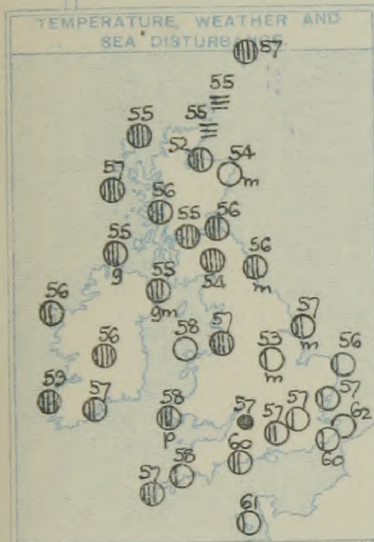 TEMPERATURE, WEATHER AND
SEA DISTURBANCE.
57
55
55 55
57 52 54
m
56
55 56
55 56
g 54 m
55
gm
56 57
58 57 m
56 53 56
m
59 57 57
58 57 57 57 62
p 60
60
58
57
61